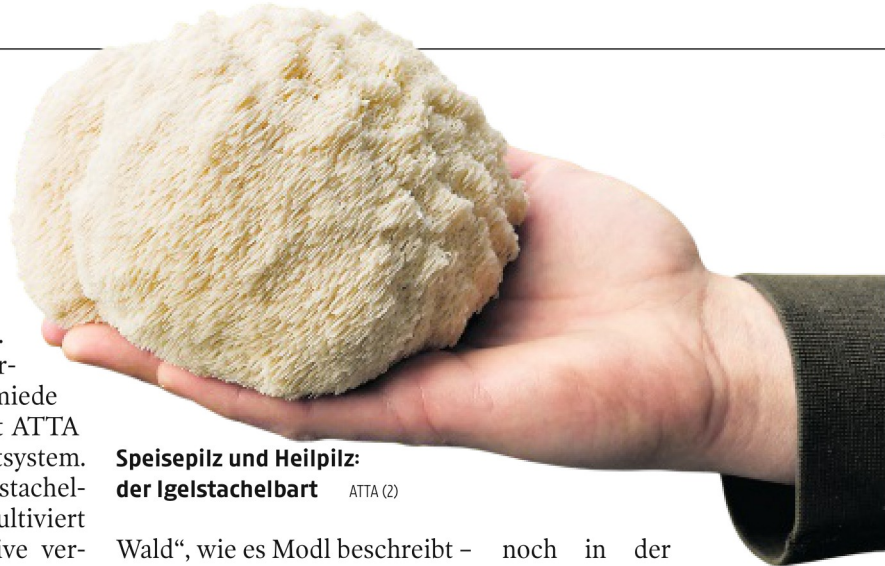 .
r-
miede
t ATTA
tsystem.
stachel-
ultiviert
ive ver-
Speisepilz und Heilpilz:
der Igelstachelbart ATTA (2)
Wald“, wie es Modl beschreibt – noch in der